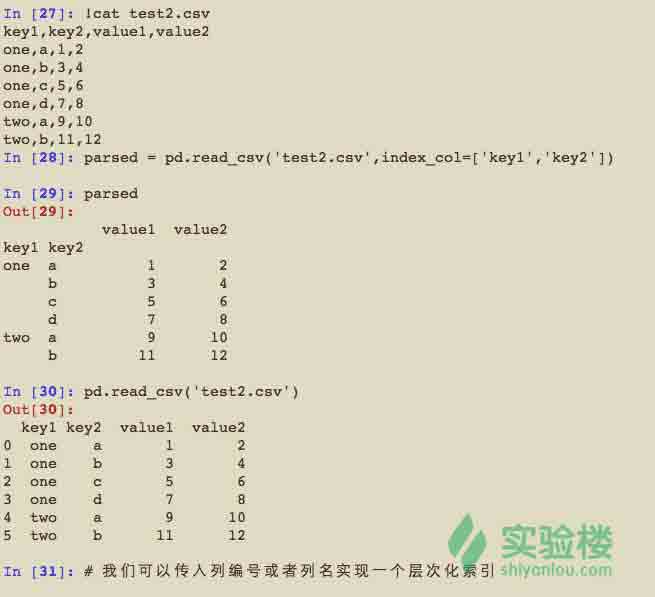 In [27]: !cat test2.csv
key1,key2,value1,value2
one,a,1,2
one,b,3,4
one,c,5,6
one,d,7,8
two,a,9,10
two,b,11,12
In [28]: parsed = pd.read_csv('test2.csv',index_col=['key1','key2'])
In [29]: parsed
Out[29]:
           value1  value2
key1 key2
one  a          1       2
     b          3       4
     c          5       6
     d          7       8
two  a          9      10
     b         11      12
In [30]: pd.read_csv('test2.csv')
Out[30]:
  key1 key2  value1  value2
0  one    a       1       2
1  one    b       3       4
2  one    c       5       6
3  one    d       7       8
4  two    a       9      10
5  two    b      11      12
In [31]: # 我们可以传入列编号或者列名实现一个层次化索引
实验楼
shiyanlou.com